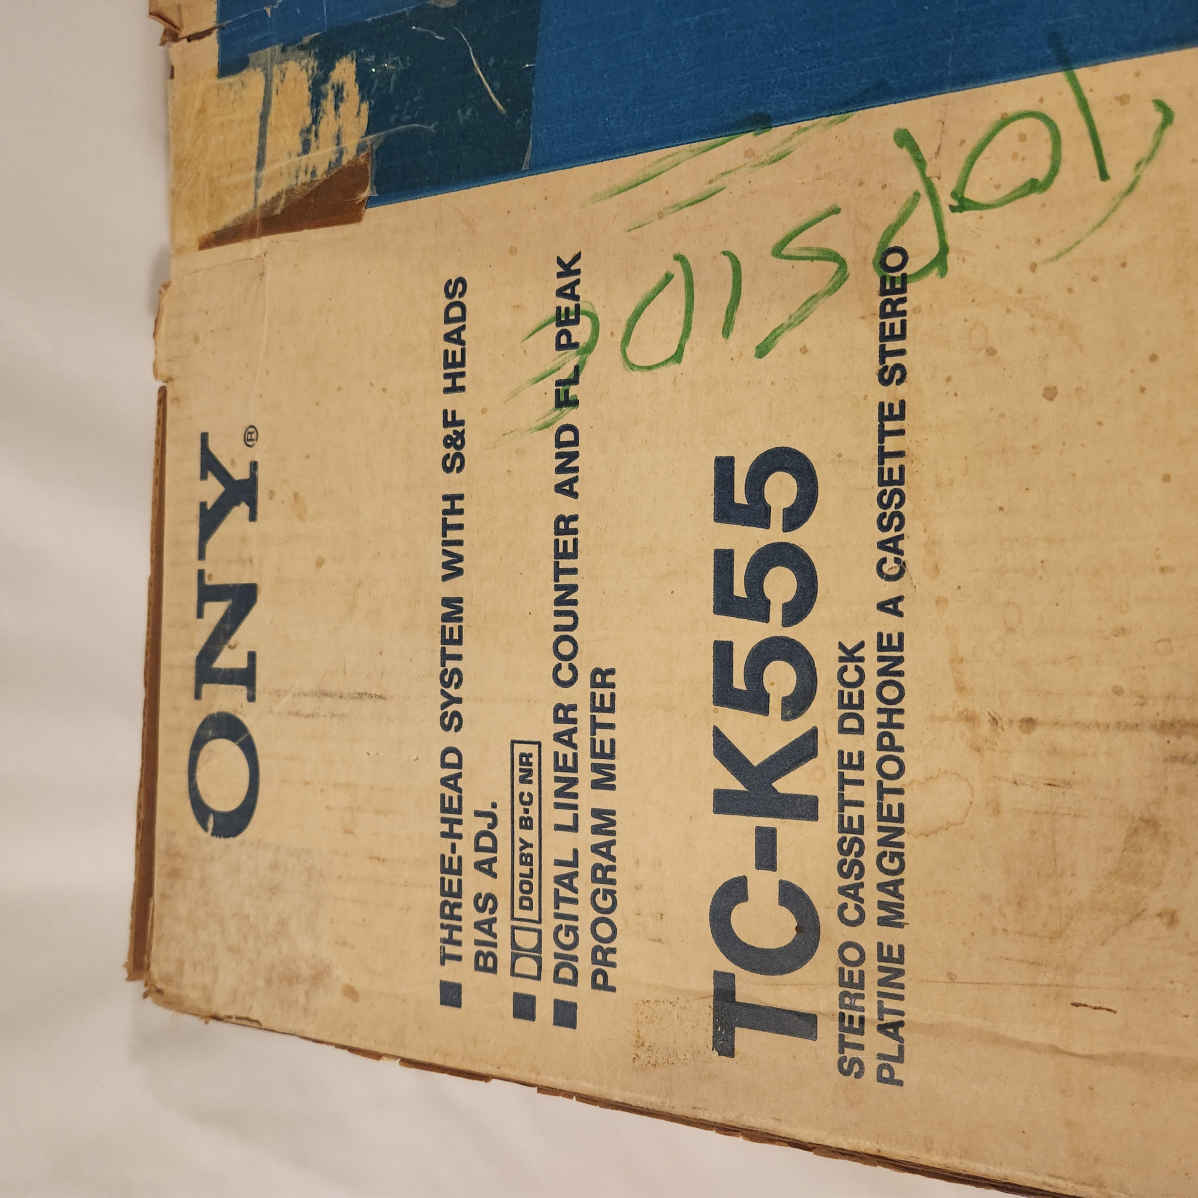 ONY®
THREE-HEAD SYSTEM WITH S&F HEADS
BIAS ADJ.
DOLBY B·C NR
DIGITAL LINEAR COUNTER AND FL PEAK
PROGRAM METER
TOPSIDE
TC-K555
STEREO CASSETTE DECK
PLATINE MAGNETOPHONE A CASSETTE STEREO